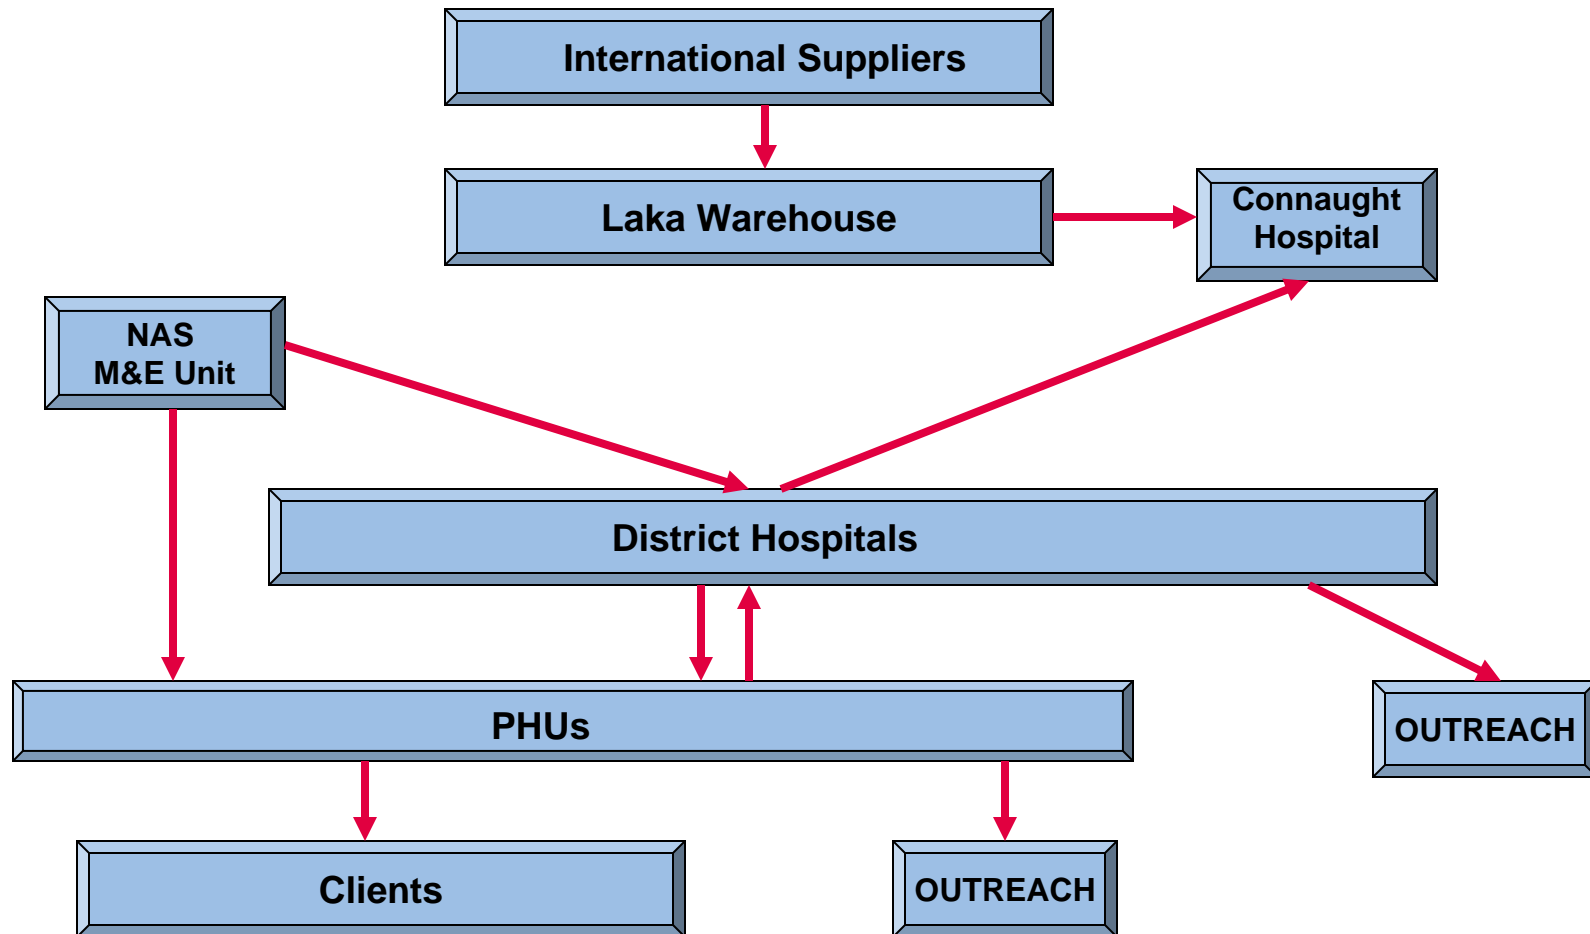 International Suppliers
Laka Warehouse
Connaught
Hospital
NAS
M&E Unit
District Hospitals
PHUs
OUTREACH
Clients
OUTREACH